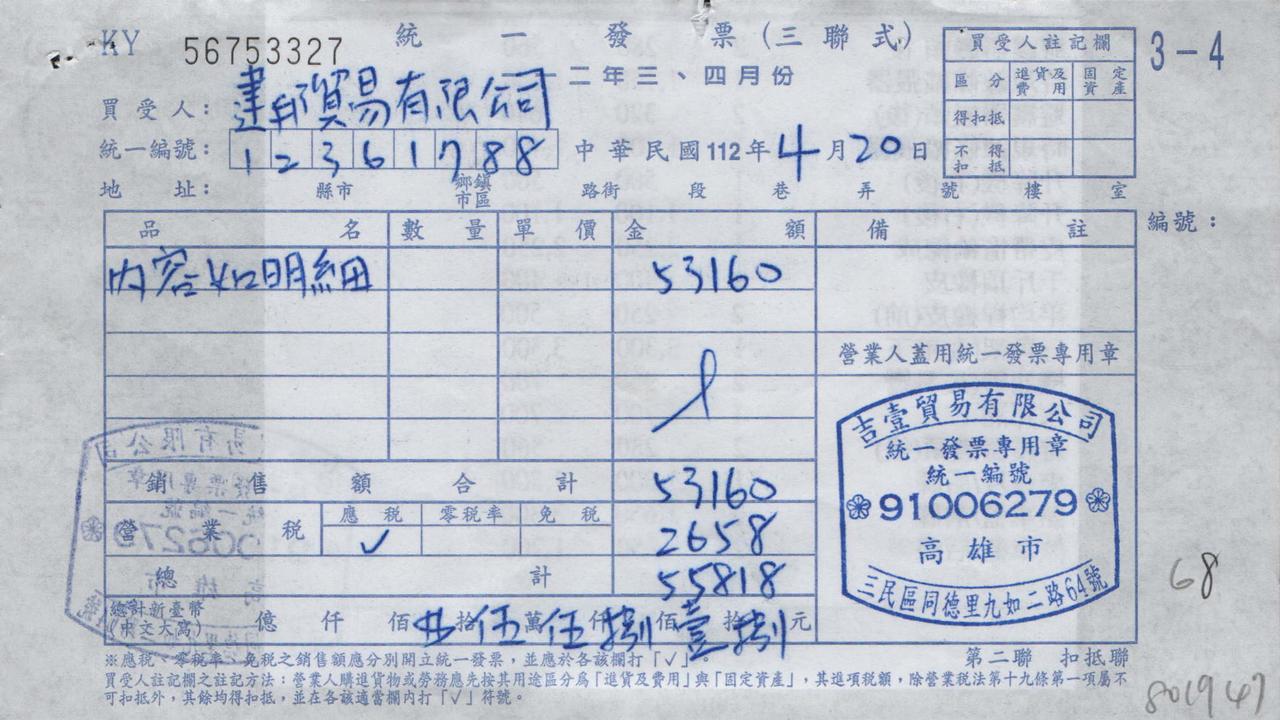 KY 56753327 統一發票(三聯式) 3-4
一一二年三、四月份
買受人註記欄
區分 進貨及費用 固定資產
得扣抵
不得扣抵
買受人: 建邦貿易有限公司
統一編號: 12361788 中華民國112年4月20日
地址: 縣市 鄉鎮市區 路街 段 巷 弄 號 樓 室
品名 數量 單價 金額 備註 編號:
內容如明細 53160
營業人蓋用統一發票專用章
吉壹貿易有限公司
統一發票專用章
統一編號
91006279
高雄市
三民區同德里九如二路64號
銷售額合計 53160
營業稅 應稅 ✓ 零稅率 免稅 2658
總計 55818
總計新臺幣(中文大寫) 億 仟 佰 拾 伍 萬 伍 仟 捌 佰 壹 拾 捌 元
68
※應稅、零稅率、免稅之銷售額應分別開立統一發票,並應於各該欄打「✓」。 第二聯 扣抵聯
買受人註記欄之註記方法:營業人購進貨物或勞務應先按其用途區分為「進貨及費用」與「固定資產」,其進項稅額,除營業稅法第十九條第一項屬不
可扣抵外,其餘均得扣抵,並在各該適當欄內打「✓」符號。
801947